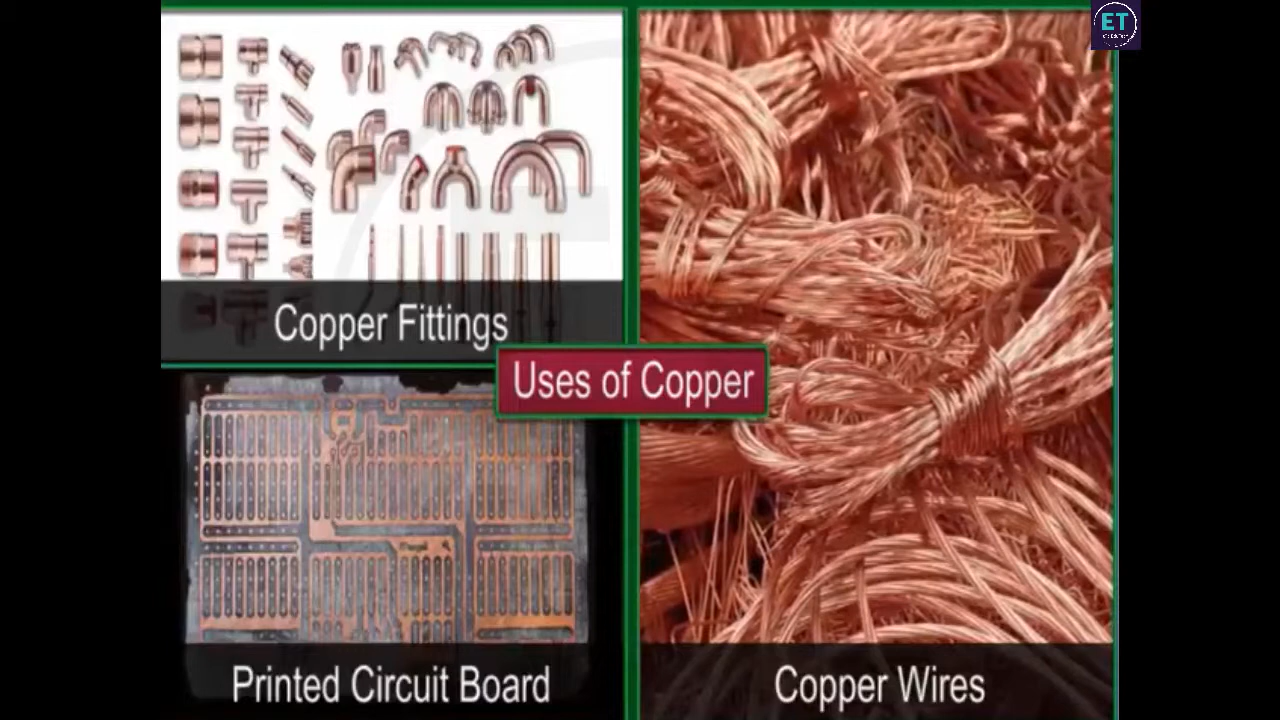 ET
Copper Fittings
Uses of Copper
Printed Circuit Board
Copper Wires